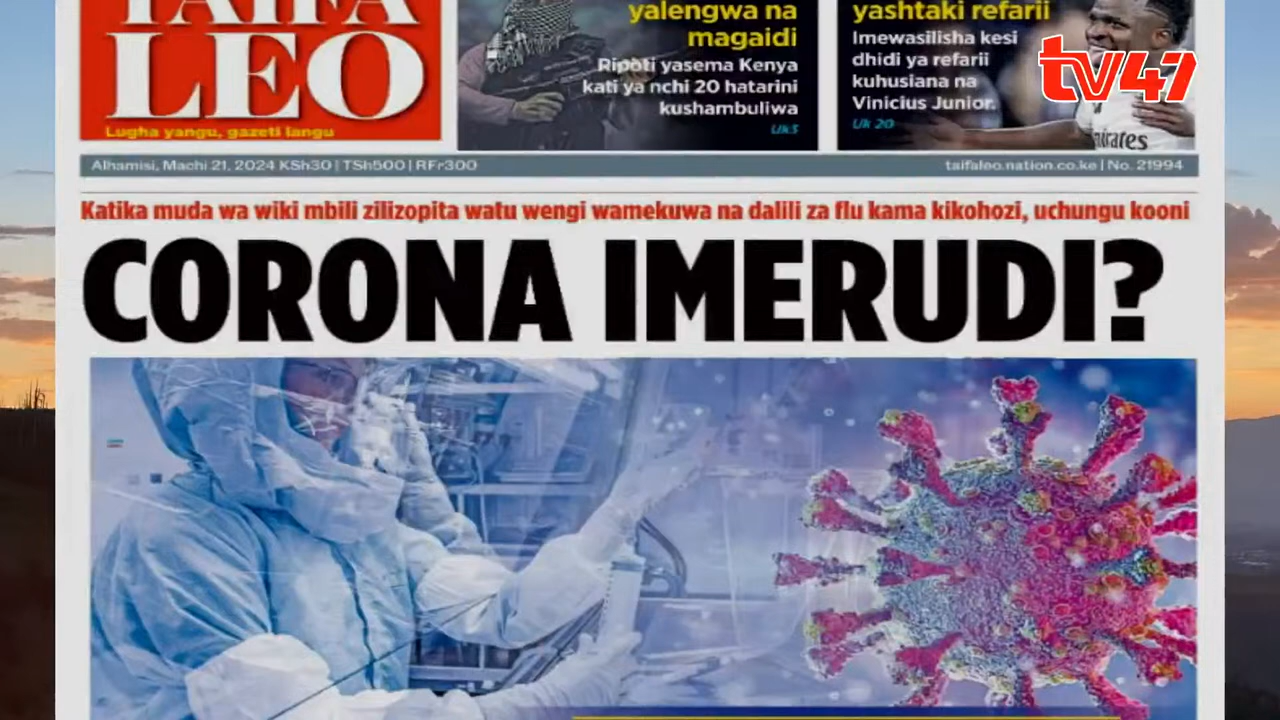 TAIFA
LEO
Lugha yangu, gazeti langu
yalengwa na
magaidi
Ripoti yasema Kenya
kati ya nchi 20 hatarini
kushambuliwa
Uk5
yashtaki refarii
Imewasilisha kesi
dhidi ya refarii
kuhusiana na
Vinicius Junior.
Uk 20
tv47
Emirates
Alhamisi, Machi 21, 2024 KSh30 | TSh500 | RFr300
taifaleo.nation.co.ke | No. 21994
Katika muda wa wiki mbili zilizopita watu wengi wamekuwa na dalili za flu kama kikohozi, uchungu kooni
CORONA IMERUDI?